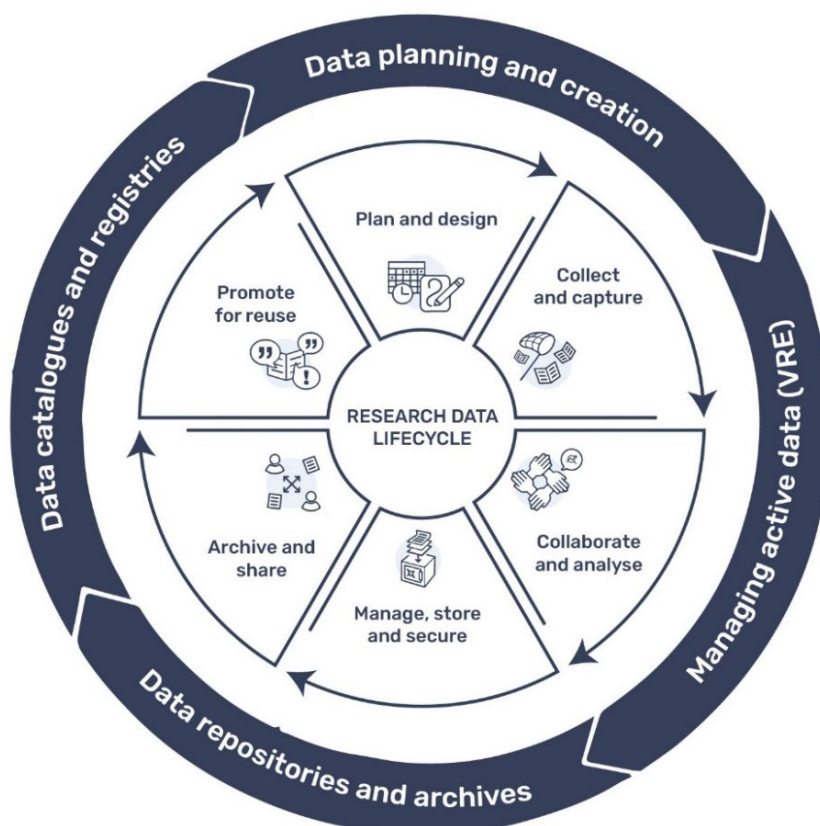 Data planning and creation
Managing active data (VRE)
Data repositories and archives
Data catalogues and registries
Plan and design
Collect
and capture
Collaborate
and analyse
Manage, store
and secure
Archive and
share
Promote
for reuse
RESEARCH DATA
LIFECYCLE